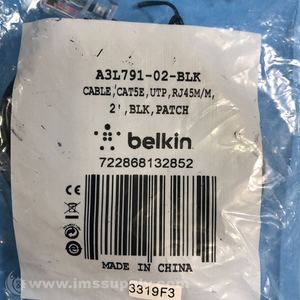 A3L791-02-BLK
CABLE,CAT5E,UTP,RJ45M/M,
2',BLK,PATCH
belkin
722868132852
CE
MADE IN CHINA
3319F3
© www.imssupply.com